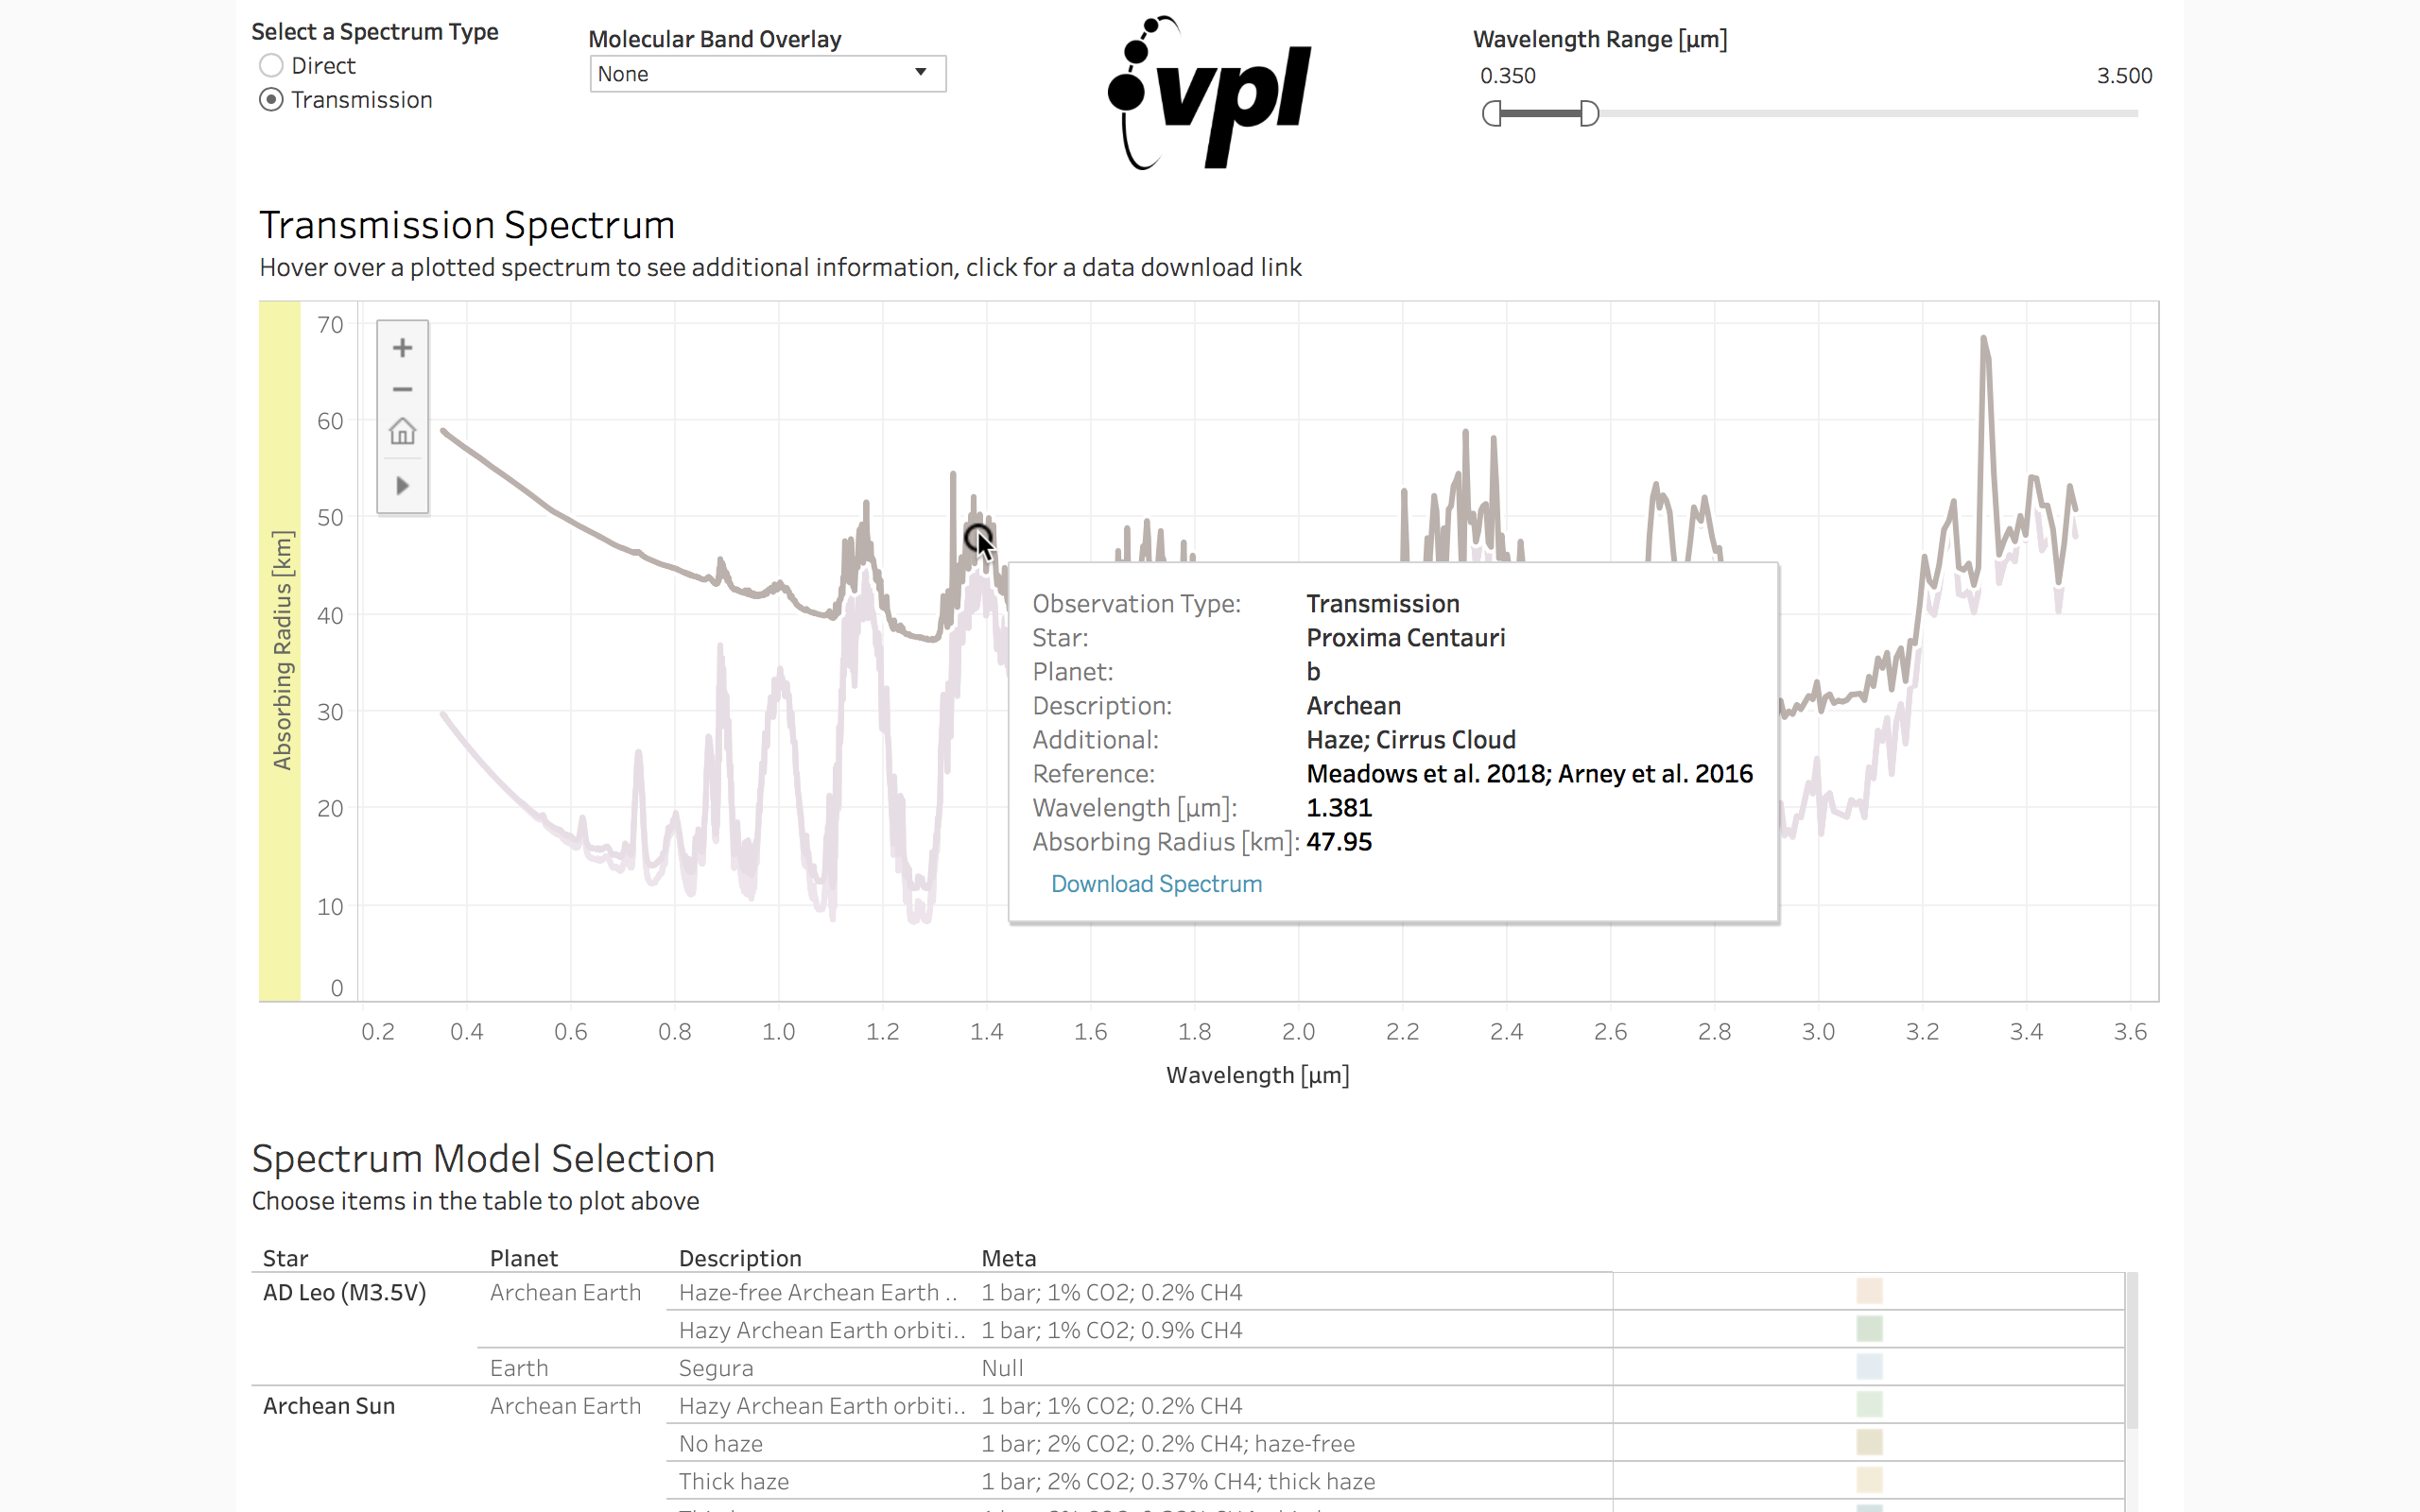 Select a Spectrum Type
Direct
Transmission
Molecular Band Overlay
None
vpl
Wavelength Range [μm]
0.350 3.500
Transmission Spectrum
Hover over a plotted spectrum to see additional information, click for a data download link
Absorbing Radius [km]
70
60
50
40
30
20
10
0
Observation Type: Transmission
Star: Proxima Centauri
Planet: b
Description: Archean
Additional: Haze; Cirrus Cloud
Reference: Meadows et al. 2018; Arney et al. 2016
Wavelength [μm]: 1.381
Absorbing Radius [km]: 47.95
Download Spectrum
0.2 0.4 0.6 0.8 1.0 1.2 1.4 1.6 1.8 2.0 2.2 2.4 2.6 2.8 3.0 3.2 3.4 3.6
Wavelength [μm]
Spectrum Model Selection
Choose items in the table to plot above
Star Planet Description Meta
AD Leo (M3.5V) Archean Earth Haze-free Archean Earth .. 1 bar; 1% CO2; 0.2% CH4
Hazy Archean Earth orbiti.. 1 bar; 1% CO2; 0.9% CH4
Earth Segura Null
Archean Sun Archean Earth Hazy Archean Earth orbiti.. 1 bar; 1% CO2; 0.2% CH4
No haze 1 bar; 2% CO2; 0.2% CH4; haze-free
Thick haze 1 bar; 2% CO2; 0.37% CH4; thick haze